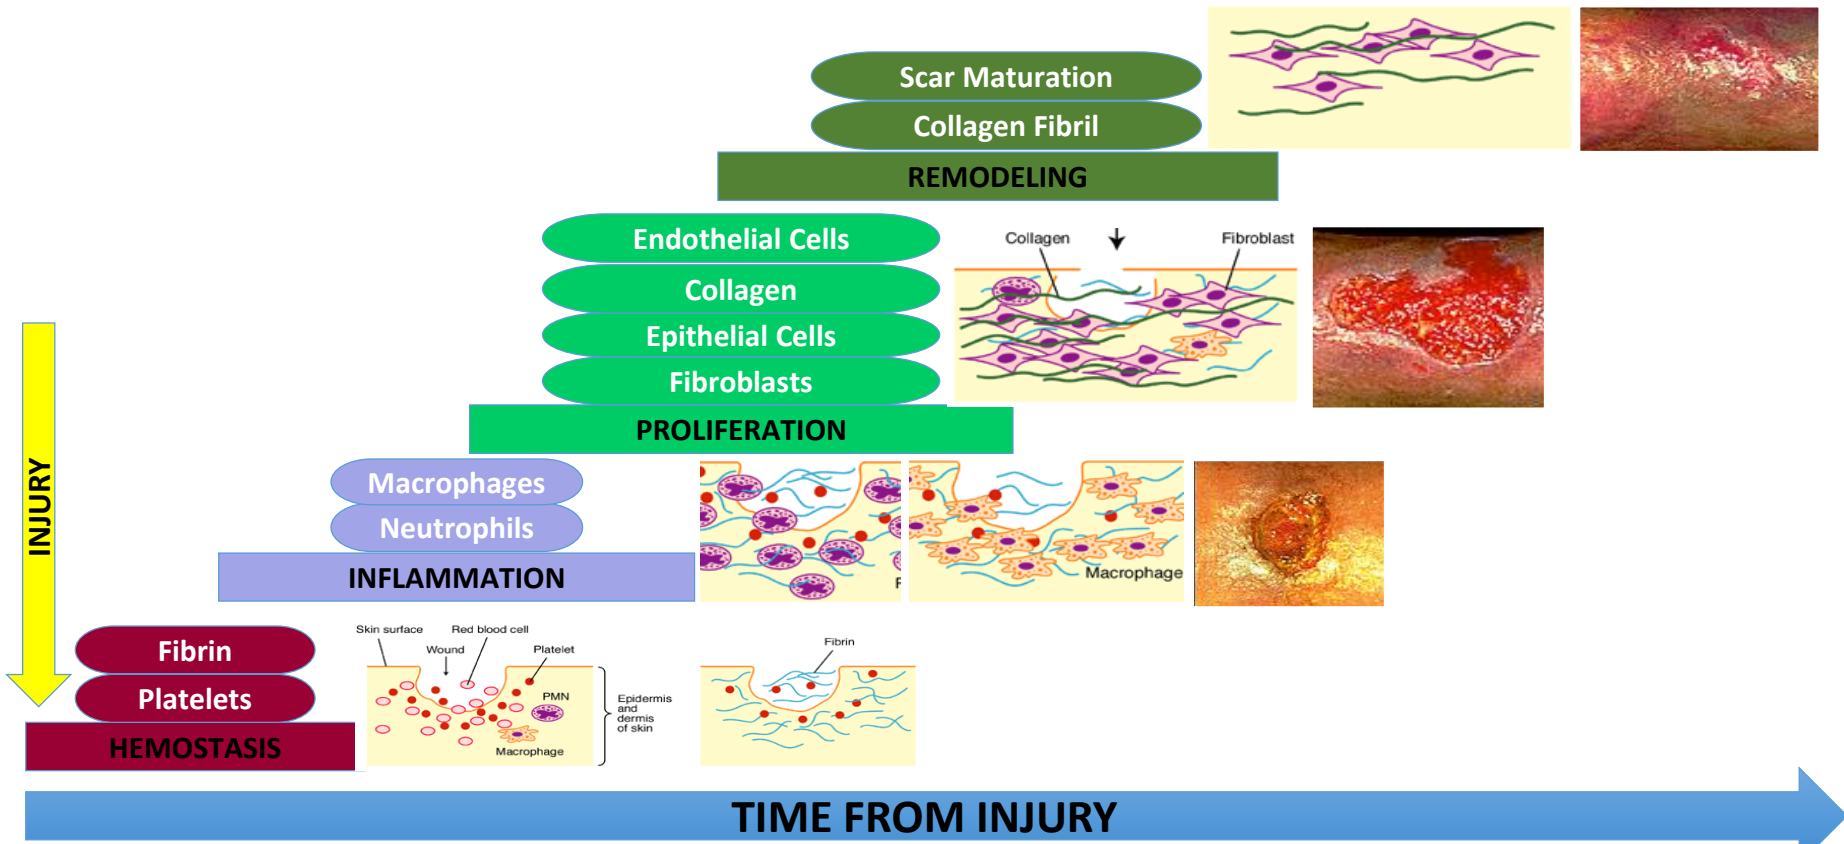 Scar Maturation
Collagen Fibril
REMODELING
Endothelial Cells
Collagen
Epithelial Cells
Fibroblasts
PROLIFERATION
Collagen
Fibroblast
INJURY
Macrophages
Neutrophils
INFLAMMATION
Macrophage
Fibrin
Platelets
HEMOSTASIS
Skin surface
Red blood cell
Wound
Platelet
PMN
Macrophage
Epidermis
and
dermis
of skin
Fibrin
TIME FROM INJURY